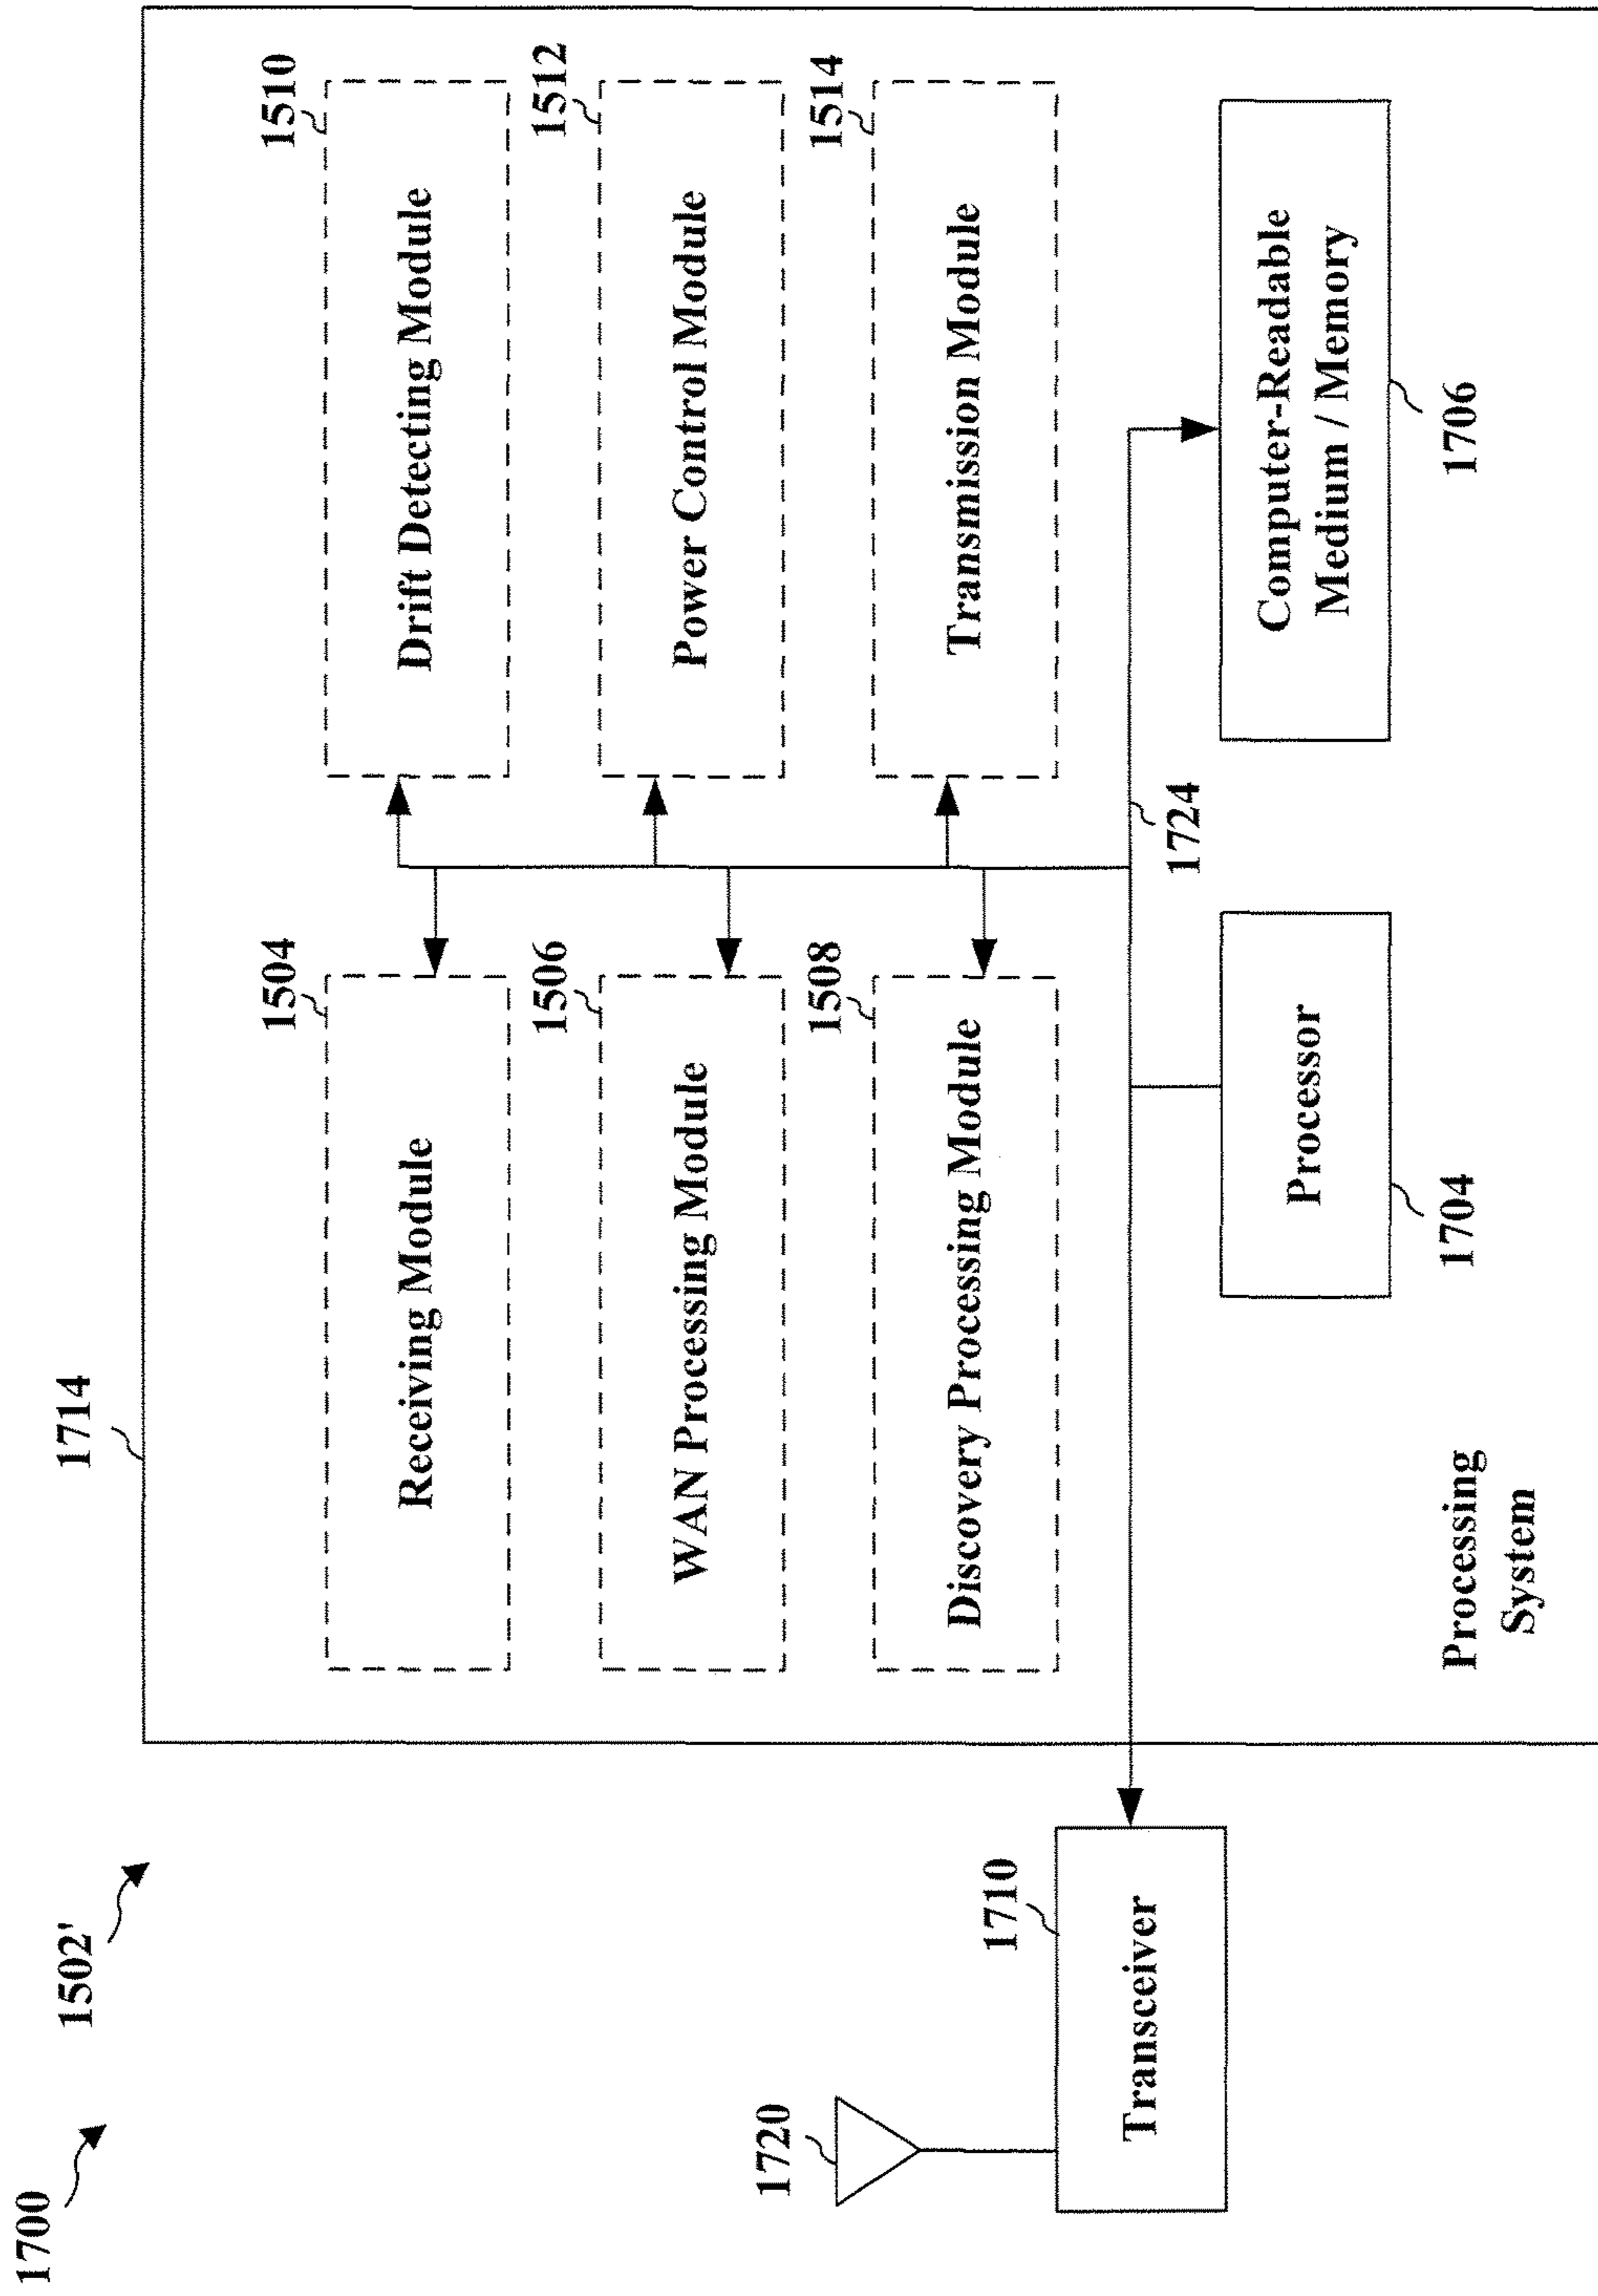 1700
1502'
1714
1504
Receiving Module
1510
Drift Detecting Module
1506
WAN Processing Module
1512
Power Control Module
1508
Discovery Processing Module
1514
Transmission Module
1720
1710
Transceiver
1724
Processor
1704
Computer-Readable
Medium / Memory
1706
Processing
System